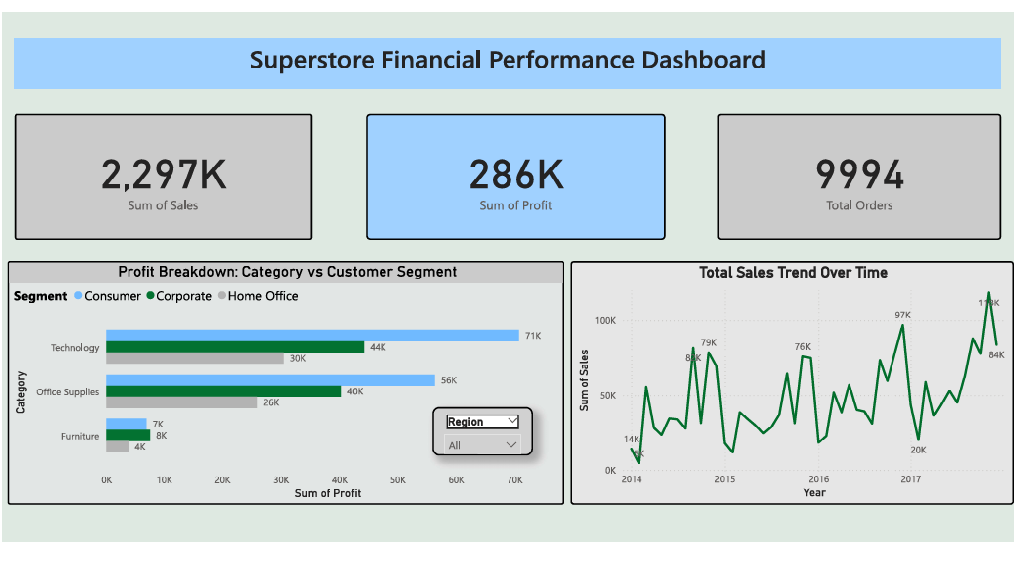 Superstore Financial Performance Dashboard
2,297K
Sum of Sales
286K
Sum of Profit
9994
Total Orders
Profit Breakdown: Category vs Customer Segment
Segment Consumer Corporate Home Office
Category
Technology
71K
44K
30K
Office Supplies
56K
40K
26K
Furniture
7K
8K
4K
Region
All
0K 10K 20K 30K 40K 50K 60K 70K
Sum of Profit
Total Sales Trend Over Time
Sum of Sales
100K
50K
0K
14K
79K
76K
97K
20K
84K
2014 2015 2016 2017
Year